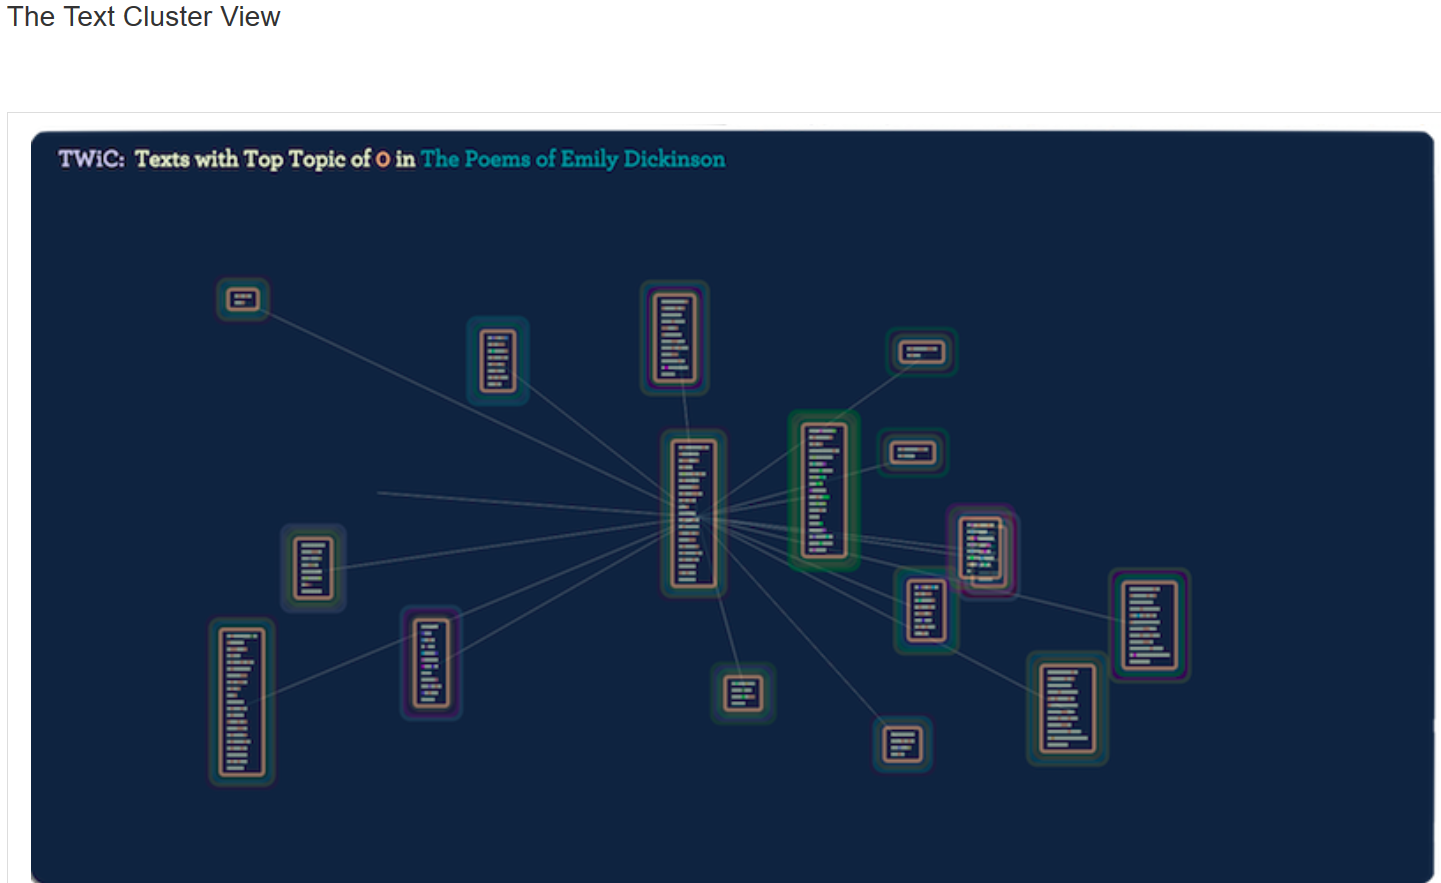 The Text Cluster View
TWiC: Texts with Top Topic of 0 in The Poems of Emily Dickinson